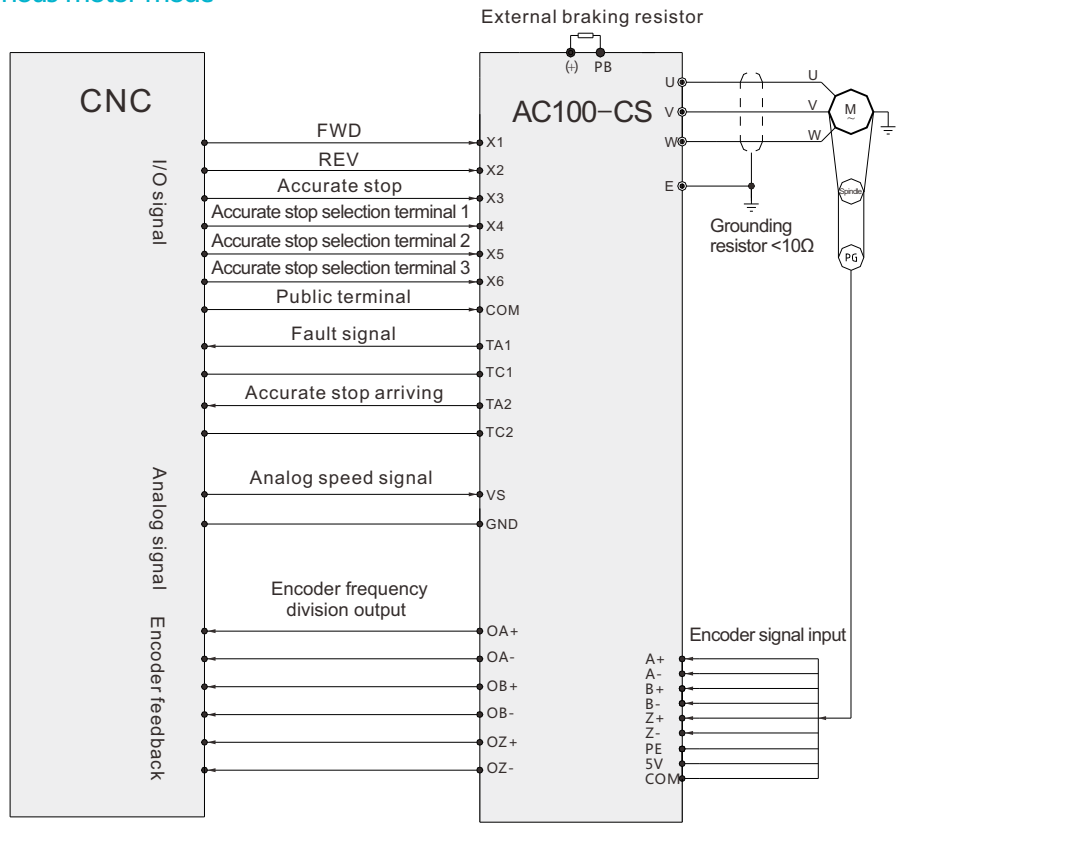 External braking resistor
(+) PB
CNC
AC100-CS
I/O signal
FWD
X1
REV
X2
Accurate stop
X3
Accurate stop selection terminal 1
X4
Accurate stop selection terminal 2
X5
Accurate stop selection terminal 3
X6
Public terminal
COM
Fault signal
TA1
TC1
Accurate stop arriving
TA2
TC2
Analog signal
Analog speed signal
VS
GND
Encoder feedback
Encoder frequency
division output
OA+
OA-
OB+
OB-
OZ+
OZ-
U
V
W
E
U
V
W
M
~
Grounding
resistor <10Ω
Spindle
PG
Encoder signal input
A+
A-
B+
B-
Z+
Z-
PE
5V
COM